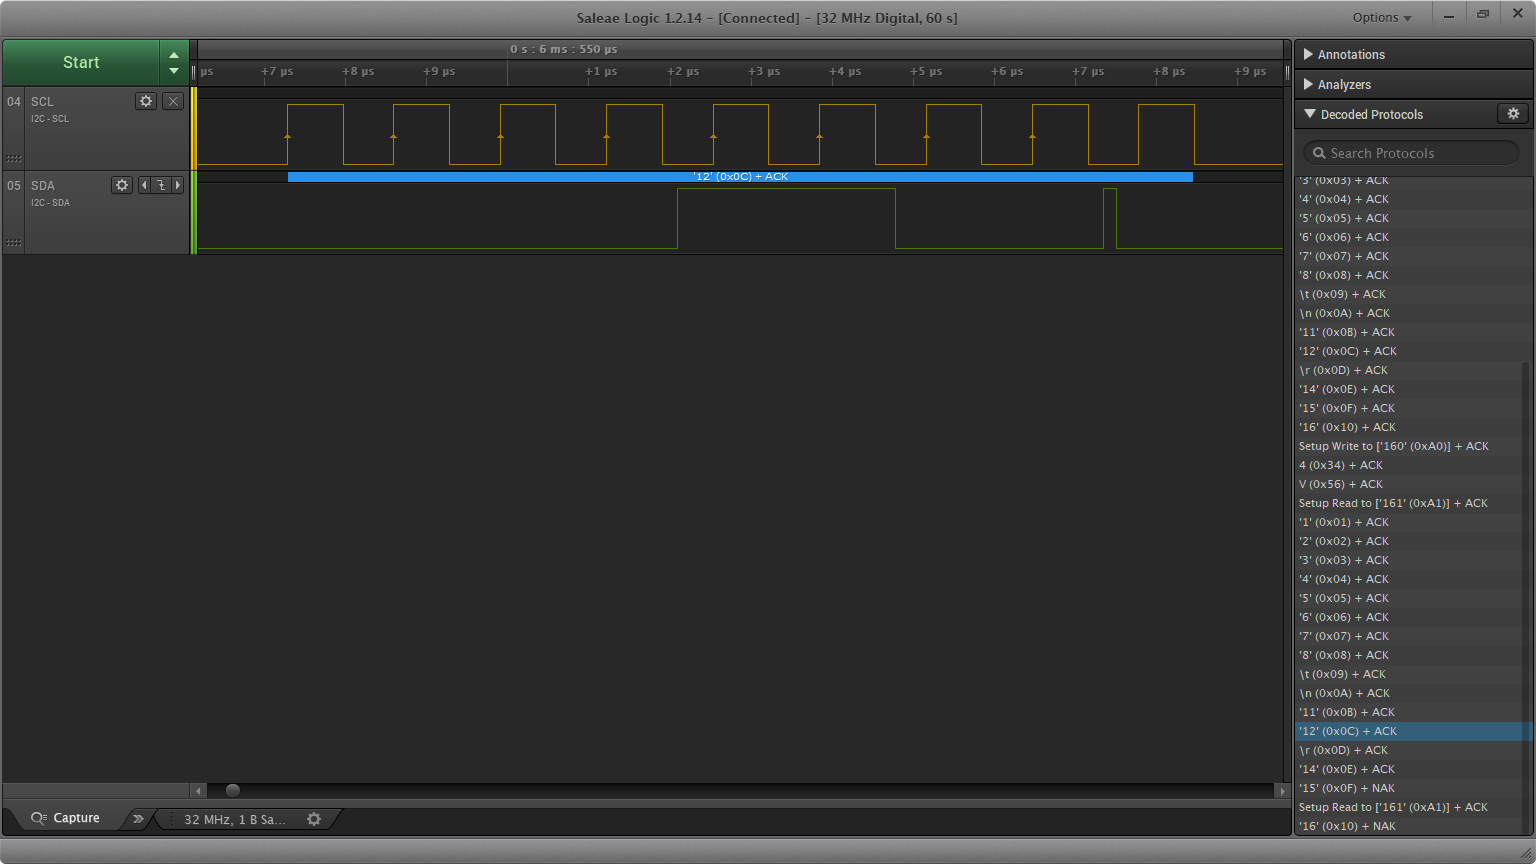 Saleae Logic 1.2.14 – [Connected] – [32 MHz Digital, 60 s]
Options
Start
0 s : 6 ms : 550 µs
µs +7 µs +8 µs +9 µs +1 µs +2 µs +3 µs +4 µs +5 µs +6 µs +7 µs +8 µs +9 µs
04 SCL
I2C - SCL
'12' (0x0C) + ACK
05 SDA
I2C - SDA
Annotations
Analyzers
Decoded Protocols
Search Protocols
'3' (0x03) + ACK
'4' (0x04) + ACK
'5' (0x05) + ACK
'6' (0x06) + ACK
'7' (0x07) + ACK
'8' (0x08) + ACK
\t (0x09) + ACK
\n (0x0A) + ACK
'11' (0x0B) + ACK
'12' (0x0C) + ACK
\r (0x0D) + ACK
'14' (0x0E) + ACK
'15' (0x0F) + ACK
'16' (0x10) + ACK
Setup Write to ['160' (0xA0)] + ACK
4 (0x34) + ACK
V (0x56) + ACK
Setup Read to ['161' (0xA1)] + ACK
'1' (0x01) + ACK
'2' (0x02) + ACK
'3' (0x03) + ACK
'4' (0x04) + ACK
'5' (0x05) + ACK
'6' (0x06) + ACK
'7' (0x07) + ACK
'8' (0x08) + ACK
\t (0x09) + ACK
\n (0x0A) + ACK
'11' (0x0B) + ACK
'12' (0x0C) + ACK
\r (0x0D) + ACK
'14' (0x0E) + ACK
'15' (0x0F) + NAK
Setup Read to ['161' (0xA1)] + ACK
'16' (0x10) + NAK
Capture
32 MHz, 1 B Sa...